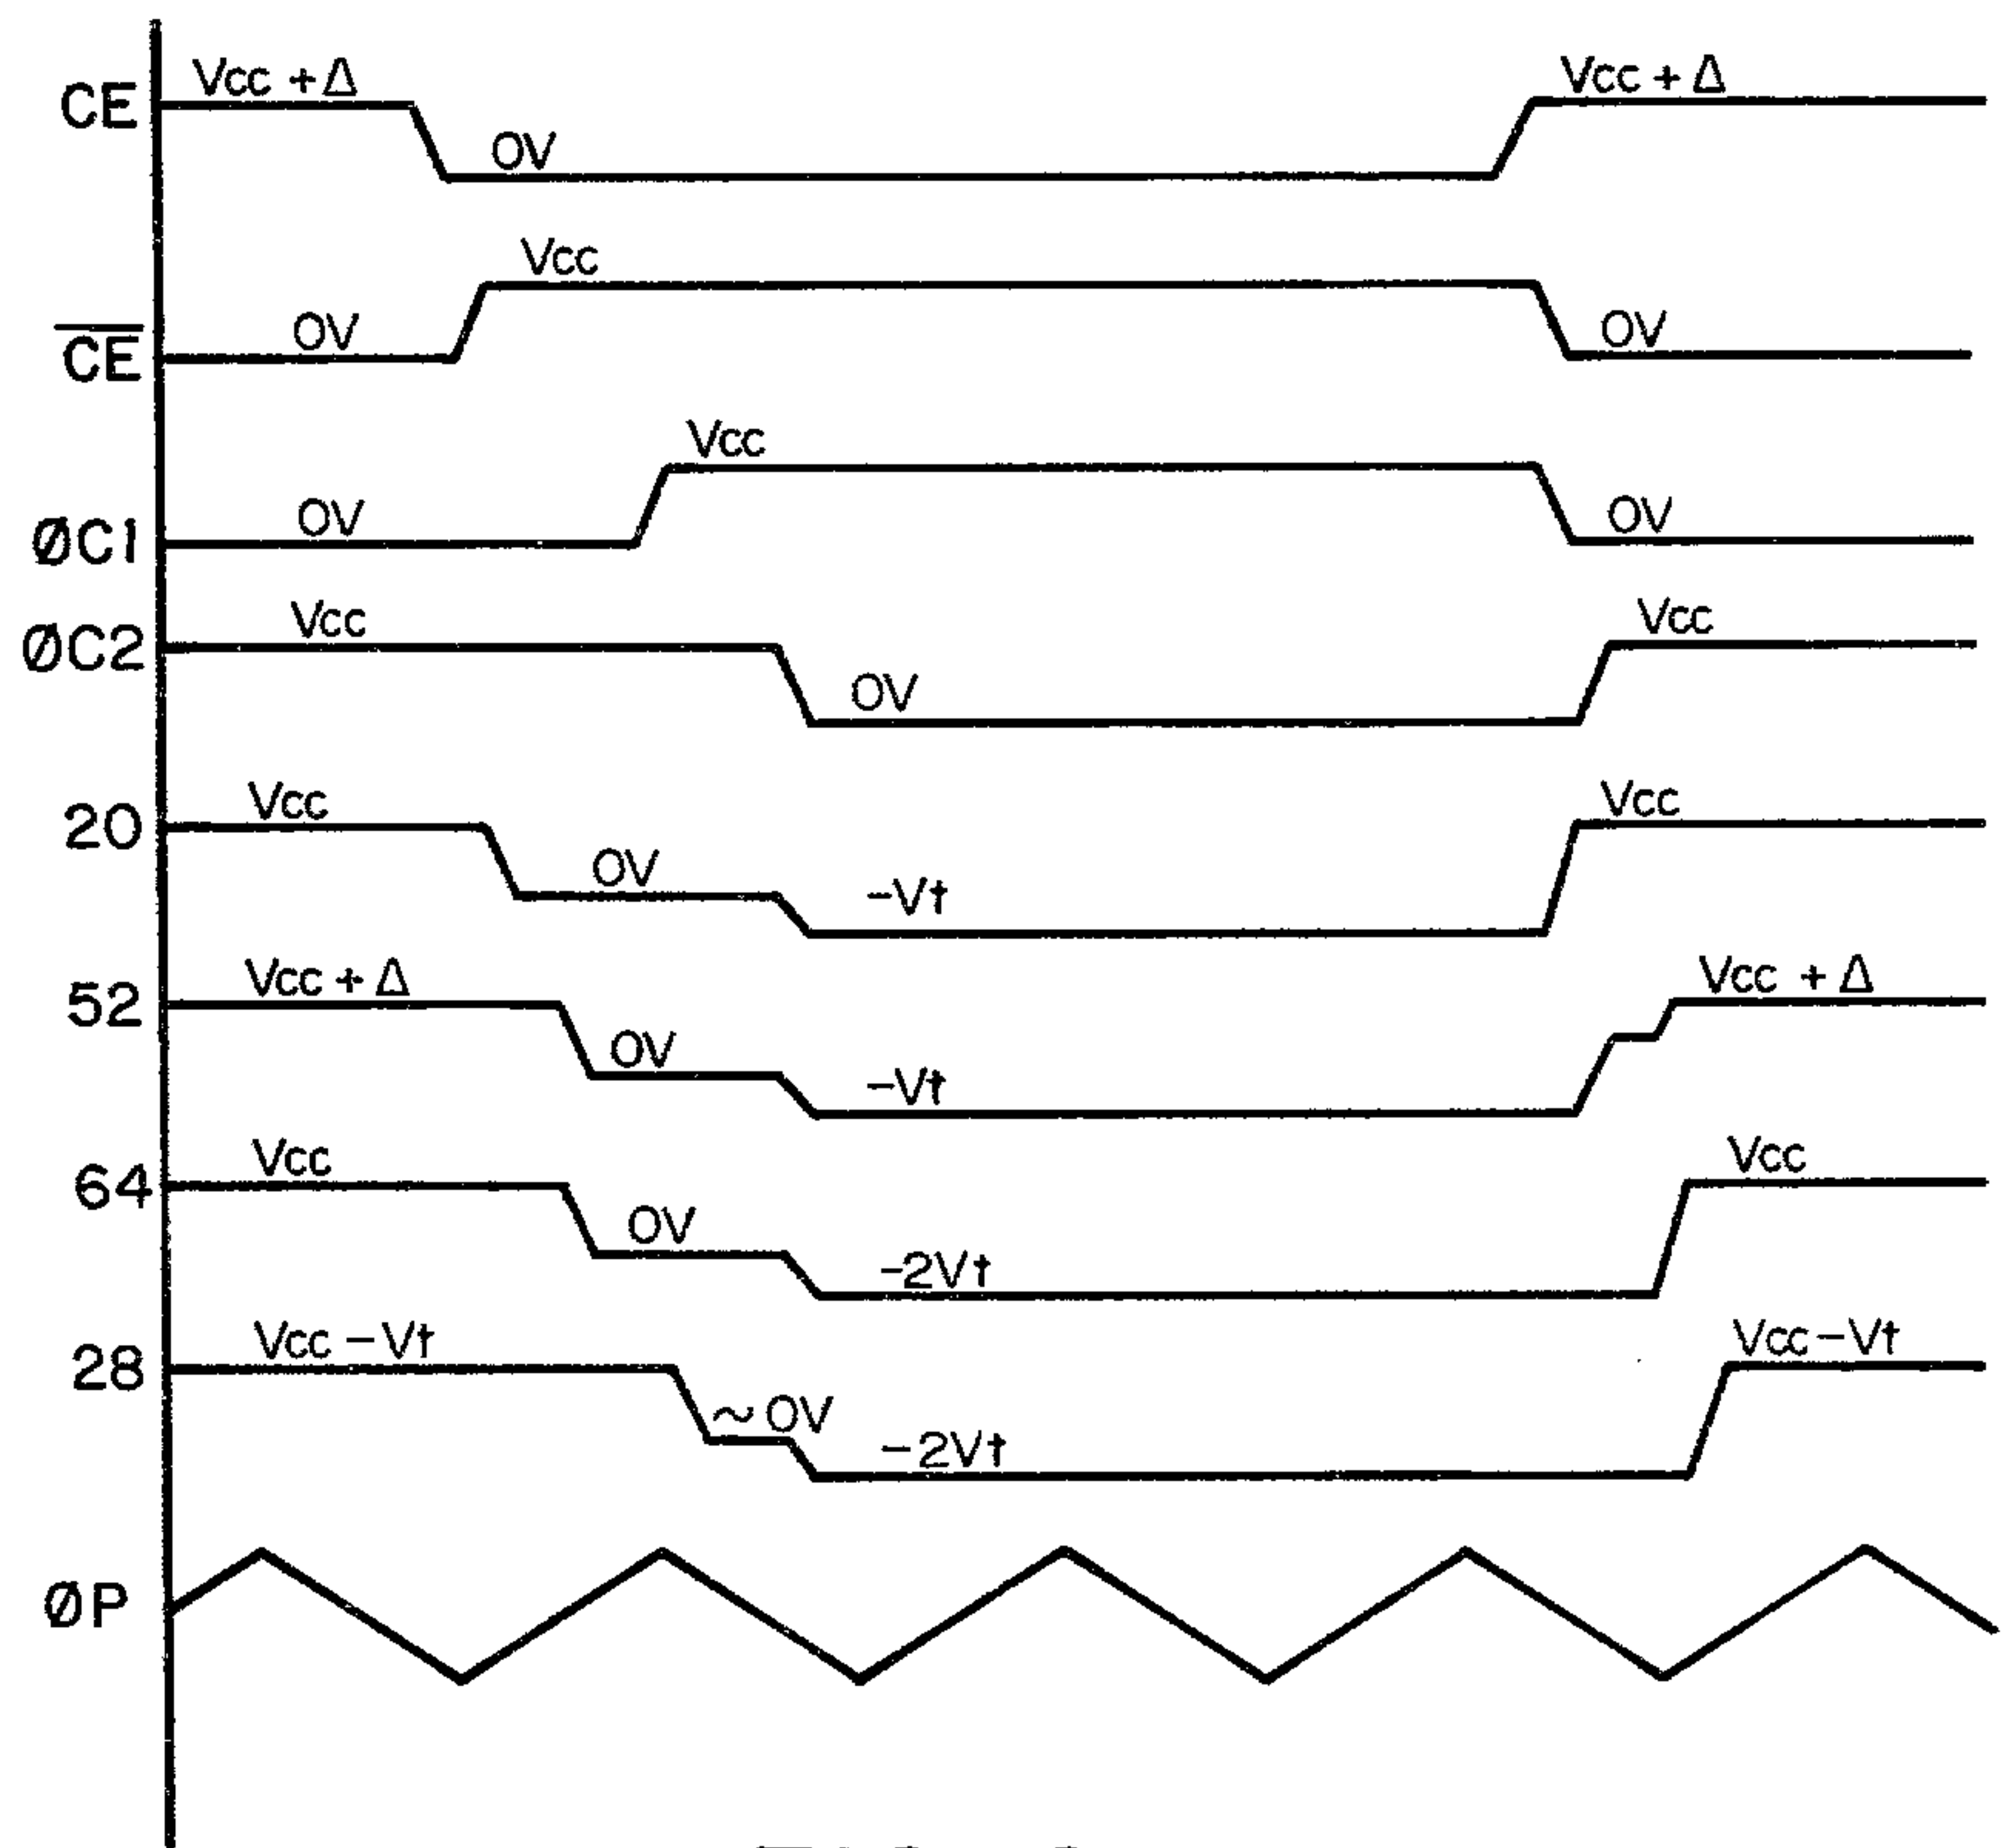 Vcc + Δ Vcc + Δ
CE
OV
Vcc
OV OV
C̅E̅
Vcc
OV OV
ØC1
Vcc Vcc
ØC2
OV
Vcc Vcc
20
OV -Vt
Vcc + Δ Vcc + Δ
52
OV -Vt
Vcc Vcc
64
OV -2Vt
Vcc - Vt Vcc - Vt
28
~ OV -2Vt
ØP